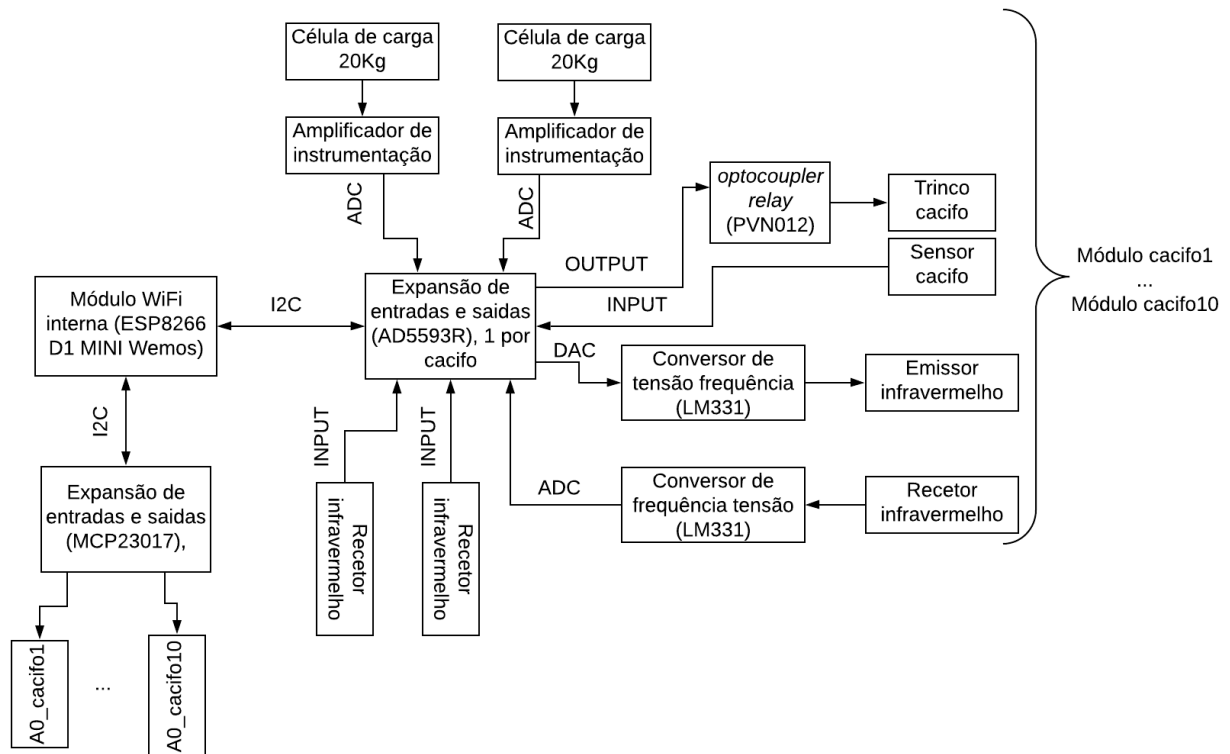 Célula de carga
20Kg
Célula de carga
20Kg
Amplificador de
instrumentação
Amplificador de
instrumentação
ADC
ADC
optocoupler
relay
(PVN012)
Trinco
cacifo
Sensor
cacifo
OUTPUT
INPUT
Módulo cacifo1
...
Módulo cacifo10
Módulo WiFi
interna (ESP8266
D1 MINI Wemos)
I2C
Expansão de
entradas e saidas
(AD5593R), 1 por
cacifo
DAC
Conversor de
tensão frequência
(LM331)
Emissor
infravermelho
I2C
INPUT
INPUT
ADC
Conversor de
frequência tensão
(LM331)
Recetor
infravermelho
Expansão de
entradas e saidas
(MCP23017),
Recetor
infravermelho
Recetor
infravermelho
A0_cacifo1
...
A0_cacifo10